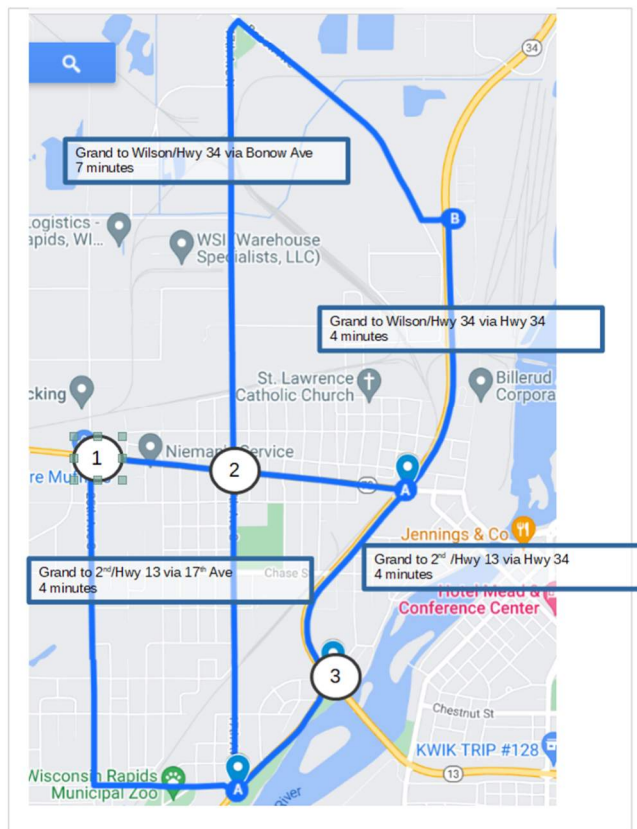 34
Bonow Ave
Grand to Wilson/Hwy 34 via Bonow Ave
7 minutes
Logistics -
apids, WI...
WSI (Warehouse
Specialists, LLC)
B
Grand to Wilson/Hwy 34 via Hwy 34
4 minutes
St. Lawrence
Catholic Church
Billerud
Corpora
cking
1
Nieman's Service
2
A
re Mu
Jennings & Co
Grand to 2nd/Hwy 13 via 17th Ave
4 minutes
Chase S
Grand to 2nd /Hwy 13 via Hwy 34
4 minutes
Hotel Mead &
Conference Center
3
Chestnut St
KWIK TRIP #128
13
Wisconsin Rapids
Municipal Zoo
A
River